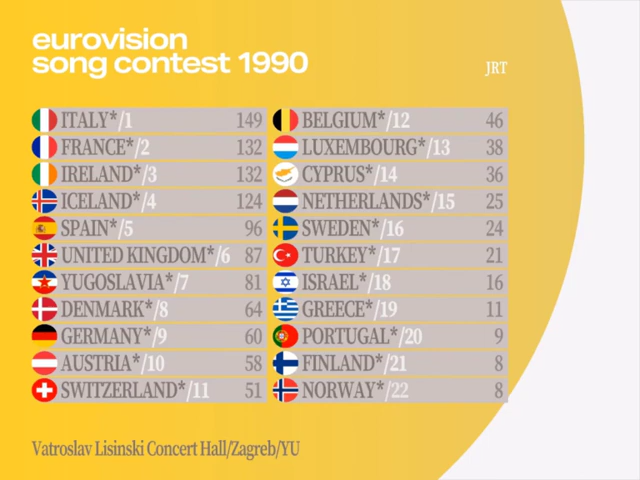 eurovision
song contest 1990
JRT
ITALY*/1 149
FRANCE*/2 132
IRELAND*/3 132
ICELAND*/4 124
SPAIN*/5 96
UNITED KINGDOM*/6 87
YUGOSLAVIA*/7 81
DENMARK*/8 64
GERMANY*/9 60
AUSTRIA*/10 58
SWITZERLAND*/11 51
BELGIUM*/12 46
LUXEMBOURG*/13 38
CYPRUS*/14 36
NETHERLANDS*/15 25
SWEDEN*/16 24
TURKEY*/17 21
ISRAEL*/18 16
GREECE*/19 11
PORTUGAL*/20 9
FINLAND*/21 8
NORWAY*/22 8
Vatroslav Lisinski Concert Hall/Zagreb/YU